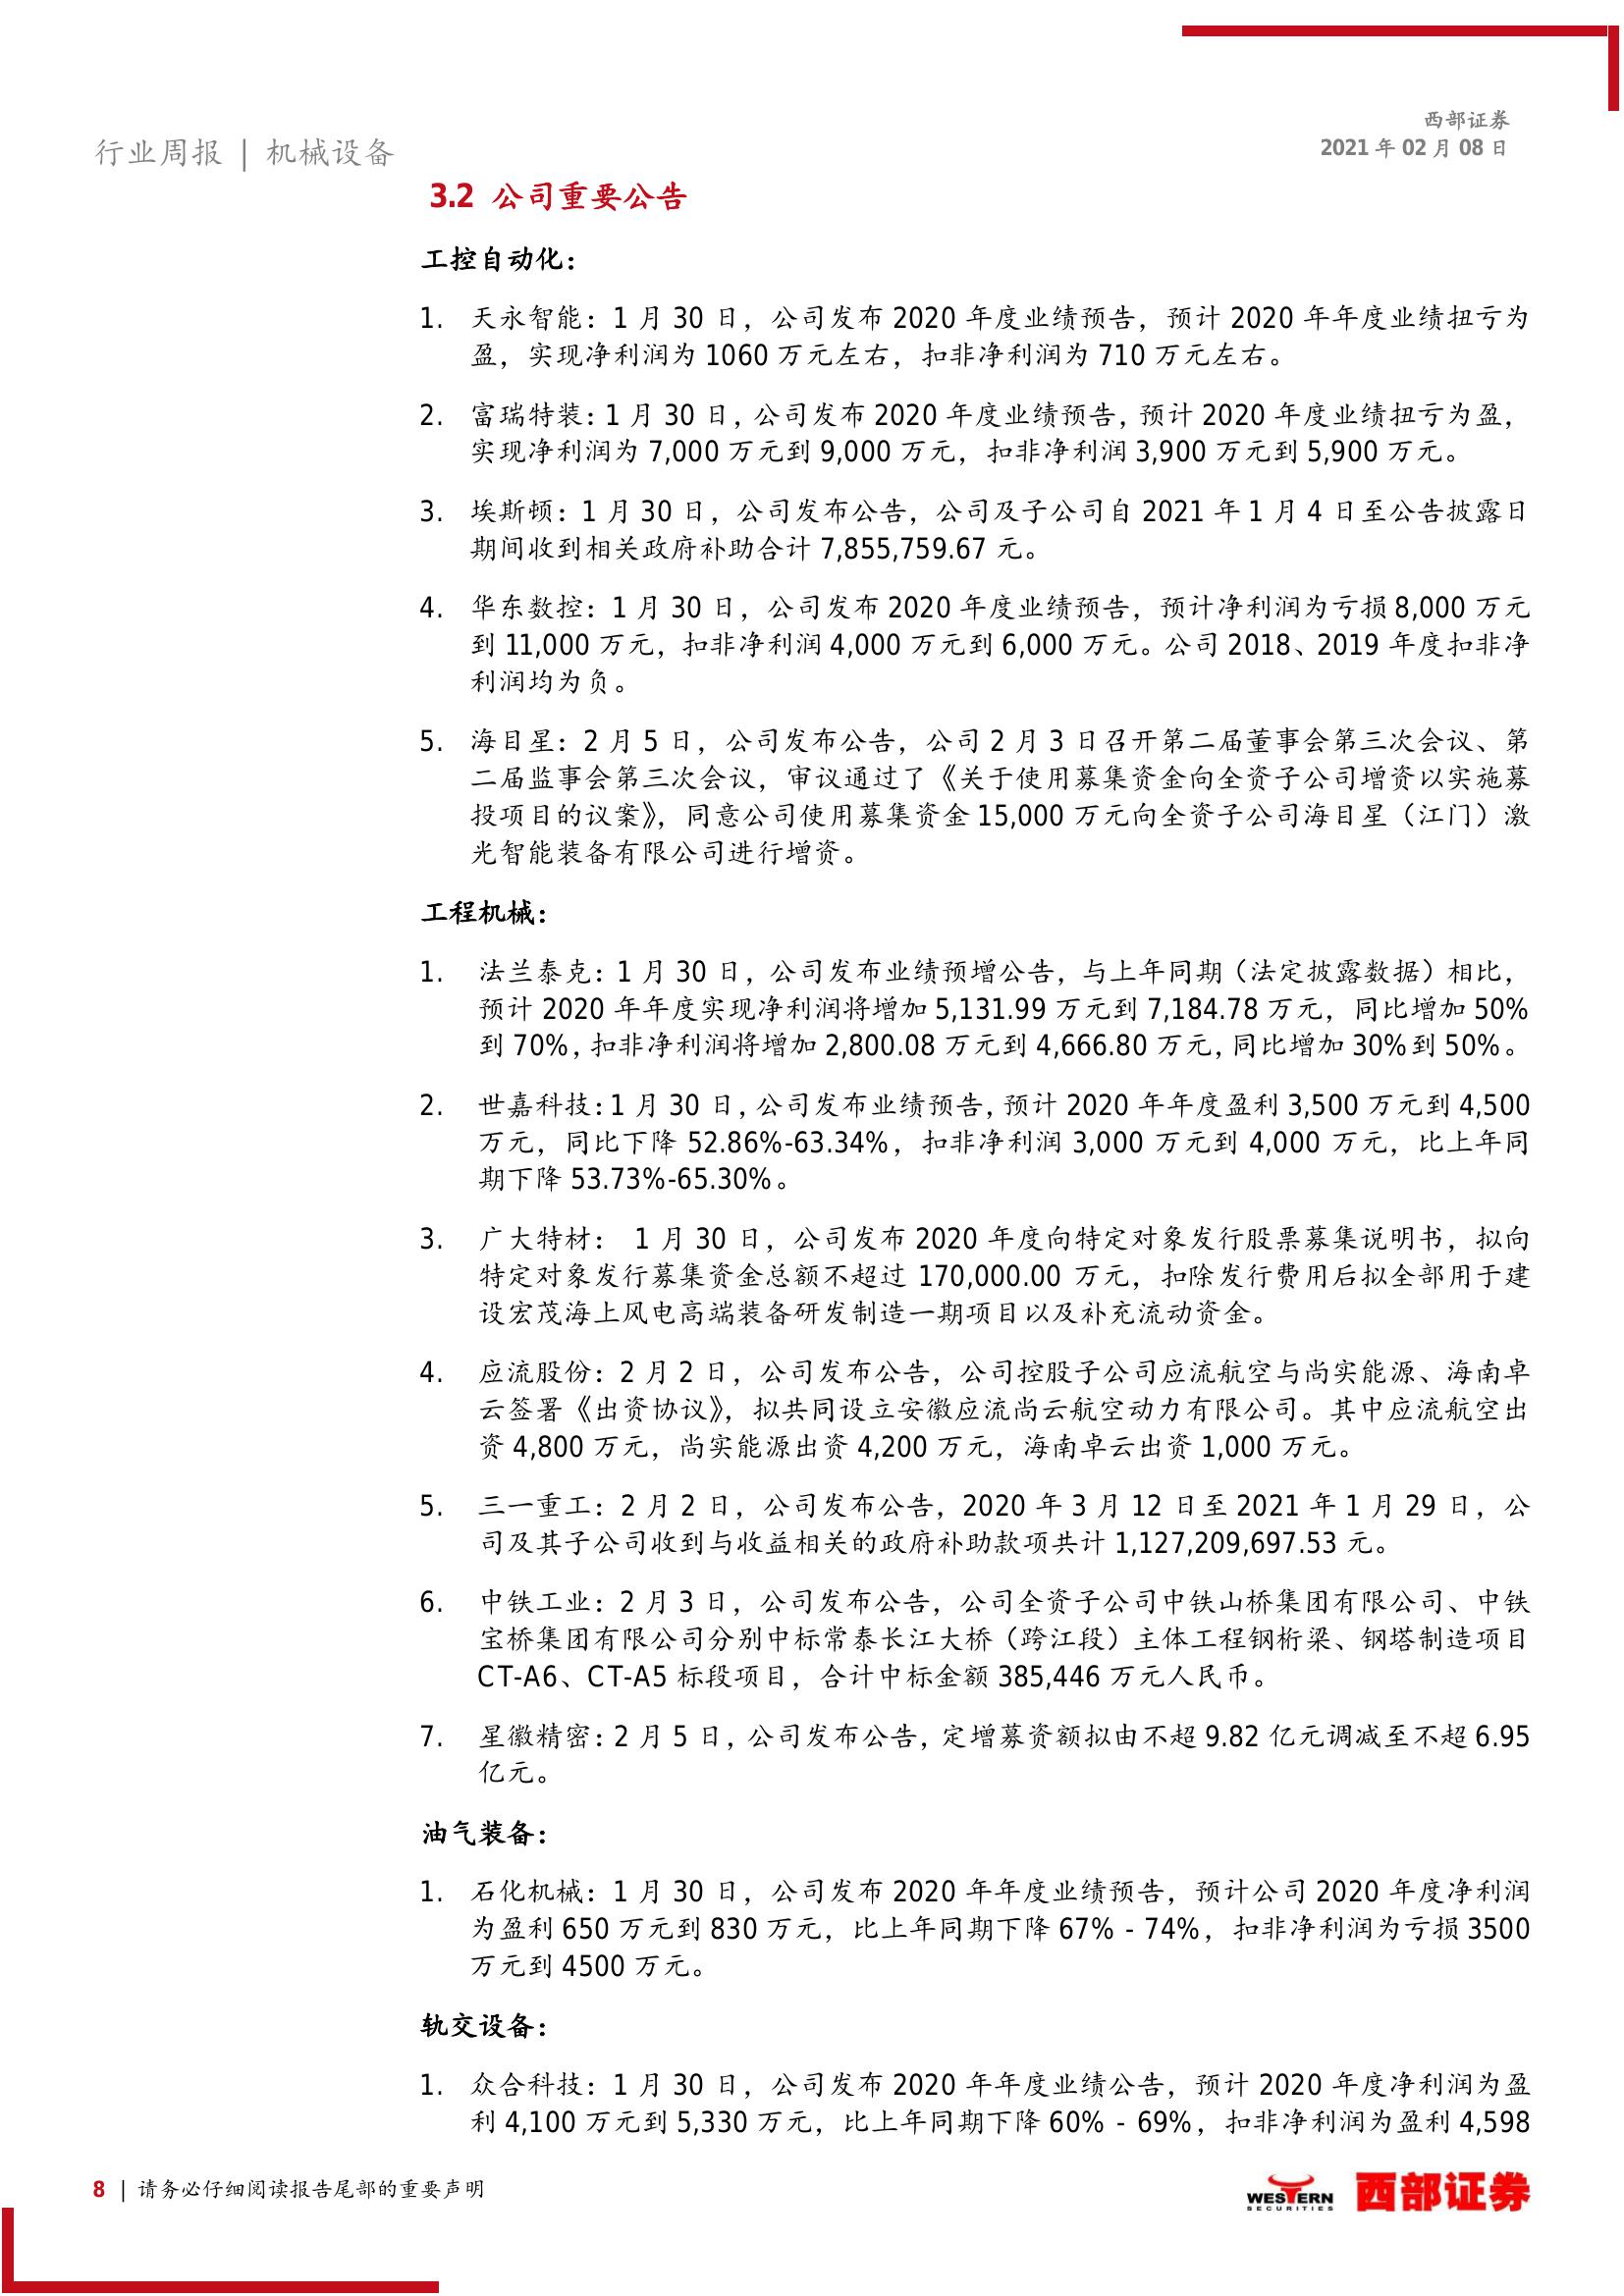 西部证券
2021 年 02 月 08 日
行业周报 | 机械设备
3.2 公司重要公告
工控自动化：
1. 天永智能：1 月 30 日，公司发布 2020 年度业绩预告，预计 2020 年年度业绩扭亏为
盈，实现净利润为 1060 万元左右，扣非净利润为 710 万元左右。
2. 富瑞特装：1 月 30 日，公司发布 2020 年度业绩预告，预计 2020 年度业绩扭亏为盈，
实现净利润为 7,000 万元到 9,000 万元，扣非净利润 3,900 万元到 5,900 万元。
3. 埃斯顿：1 月 30 日，公司发布公告，公司及子公司自 2021 年 1 月 4 日至公告披露日
期间收到相关政府补助合计 7,855,759.67 元。
4. 华东数控：1 月 30 日，公司发布 2020 年度业绩预告，预计净利润为亏损 8,000 万元
到 11,000 万元，扣非净利润 4,000 万元到 6,000 万元。公司 2018、2019 年度扣非净
利润均为负。
5. 海目星：2 月 5 日，公司发布公告，公司 2 月 3 日召开第二届董事会第三次会议、第
二届监事会第三次会议，审议通过了《关于使用募集资金向全资子公司增资以实施募
投项目的议案》，同意公司使用募集资金 15,000 万元向全资子公司海目星（江门）激
光智能装备有限公司进行增资。
工程机械：
1. 法兰泰克：1 月 30 日，公司发布业绩预增公告，与上年同期（法定披露数据）相比，
预计 2020 年年度实现净利润将增加 5,131.99 万元到 7,184.78 万元，同比增加 50%
到 70%，扣非净利润将增加 2,800.08 万元到 4,666.80 万元，同比增加 30%到 50%。
2. 世嘉科技：1 月 30 日，公司发布业绩预告，预计 2020 年年度盈利 3,500 万元到 4,500
万元，同比下降 52.86%-63.34%，扣非净利润 3,000 万元到 4,000 万元，比上年同
期下降 53.73%-65.30%。
3. 广大特材： 1 月 30 日，公司发布 2020 年度向特定对象发行股票募集说明书，拟向
特定对象发行募集资金总额不超过 170,000.00 万元，扣除发行费用后拟全部用于建
设宏茂海上风电高端装备研发制造一期项目以及补充流动资金。
4. 应流股份：2 月 2 日，公司发布公告，公司控股子公司应流航空与尚实能源、海南卓
云签署《出资协议》，拟共同设立安徽应流尚云航空动力有限公司。其中应流航空出
资 4,800 万元，尚实能源出资 4,200 万元，海南卓云出资 1,000 万元。
5. 三一重工：2 月 2 日，公司发布公告，2020 年 3 月 12 日至 2021 年 1 月 29 日，公
司及其子公司收到与收益相关的政府补助款项共计 1,127,209,697.53 元。
6. 中铁工业：2 月 3 日，公司发布公告，公司全资子公司中铁山桥集团有限公司、中铁
宝桥集团有限公司分别中标常泰长江大桥（跨江段）主体工程钢桁梁、钢塔制造项目
CT-A6、CT-A5 标段项目，合计中标金额 385,446 万元人民币。
7. 星徽精密：2 月 5 日，公司发布公告，定增募资额拟由不超 9.82 亿元调减至不超 6.95
亿元。
油气装备：
1. 石化机械：1 月 30 日，公司发布 2020 年年度业绩预告，预计公司 2020 年度净利润
为盈利 650 万元到 830 万元，比上年同期下降 67% - 74%，扣非净利润为亏损 3500
万元到 4500 万元。
轨交设备：
1. 众合科技：1 月 30 日，公司发布 2020 年年度业绩公告，预计 2020 年度净利润为盈
利 4,100 万元到 5,330 万元，比上年同期下降 60% - 69%，扣非净利润为盈利 4,598
8 | 请务必仔细阅读报告尾部的重要声明
WESTERN
SECURITIES
西部证券